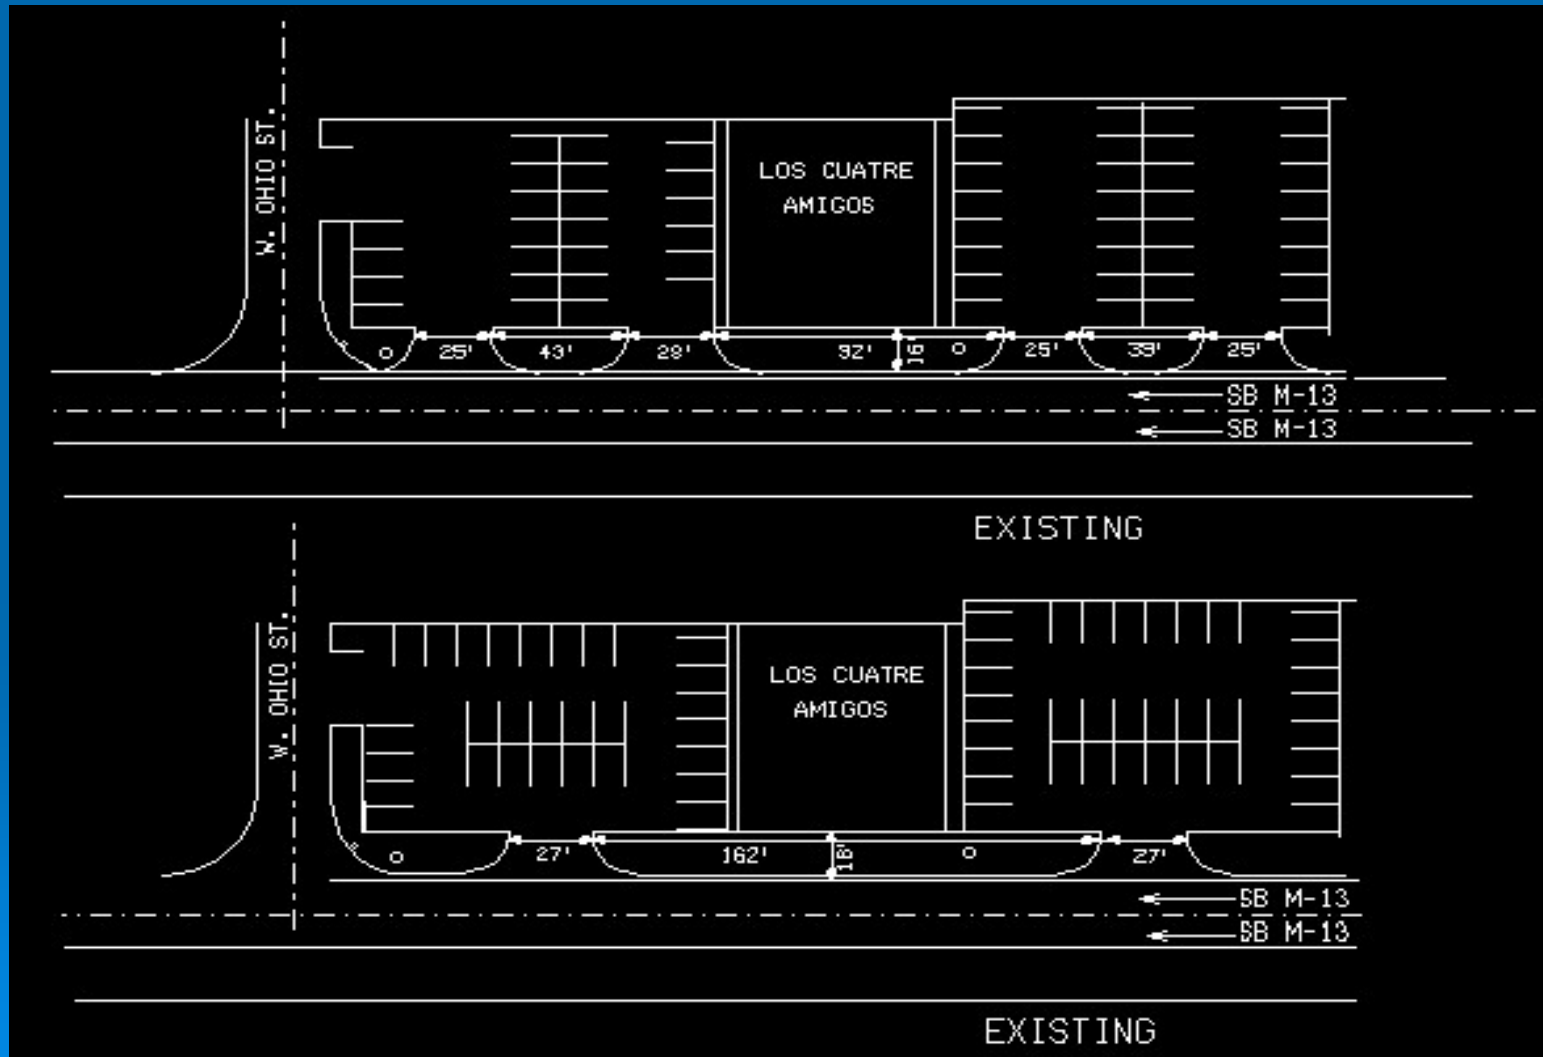 W. OHIO ST.
LOS CUATRE
AMIGOS
25'
43'
28'
92'
16'
25'
39'
25'
SB M-13
SB M-13
EXISTING
W. OHIO ST.
LOS CUATRE
AMIGOS
27'
162'
18'
27'
SB M-13
SB M-13
EXISTING